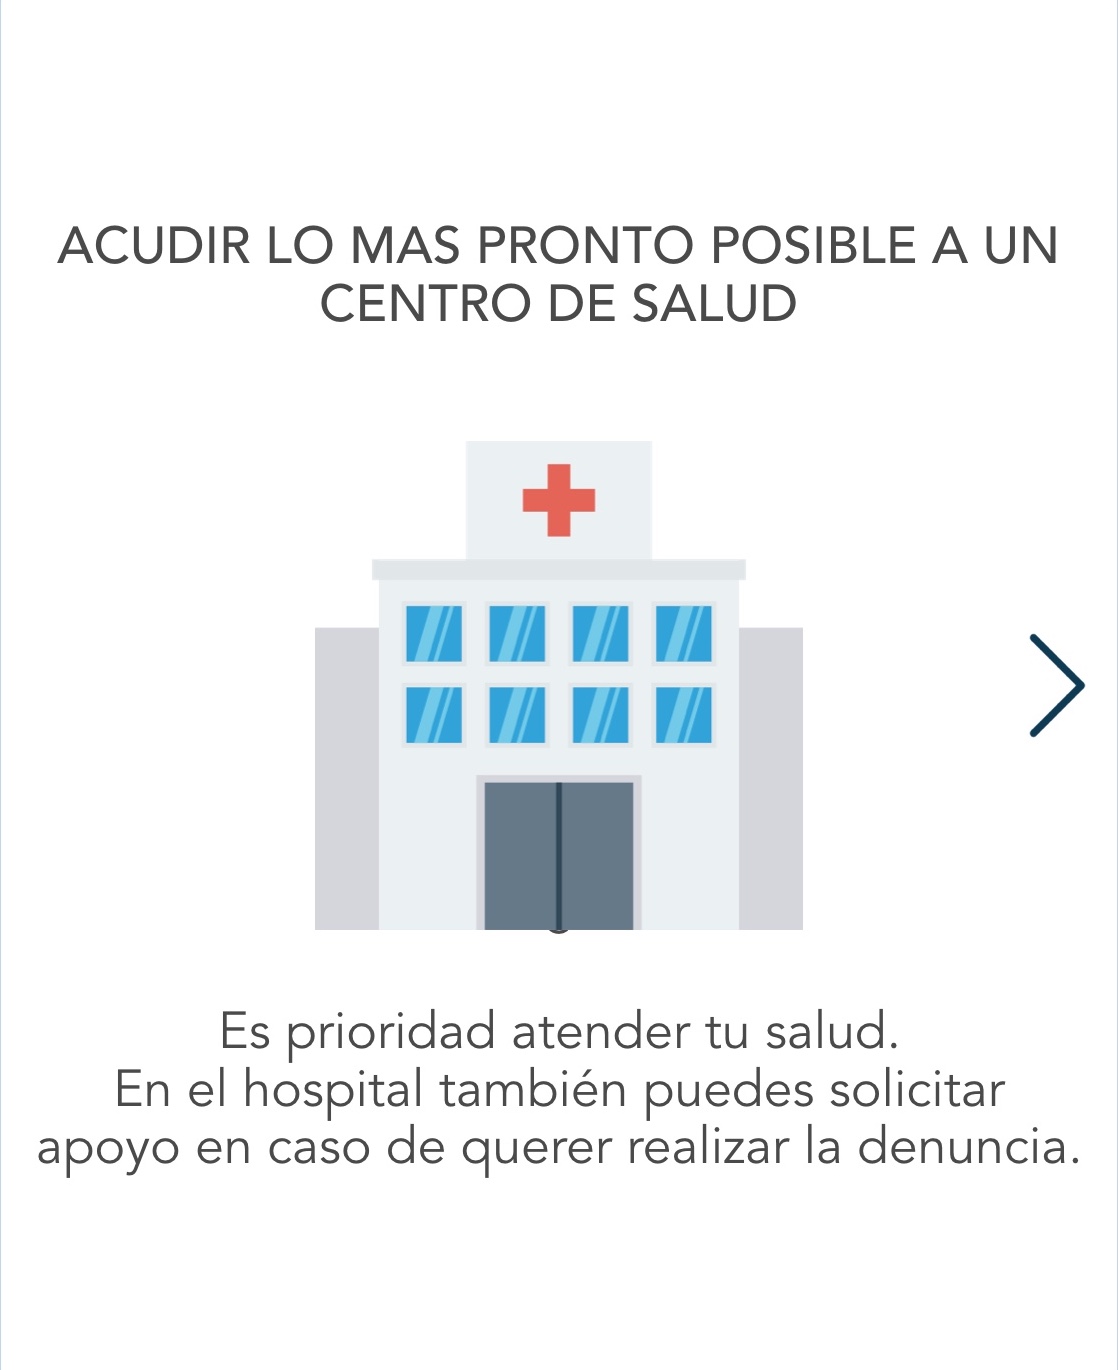 ACUDIR LO MAS PRONTO POSIBLE A UN
CENTRO DE SALUD
Es prioridad atender tu salud.
En el hospital también puedes solicitar
apoyo en caso de querer realizar la denuncia.